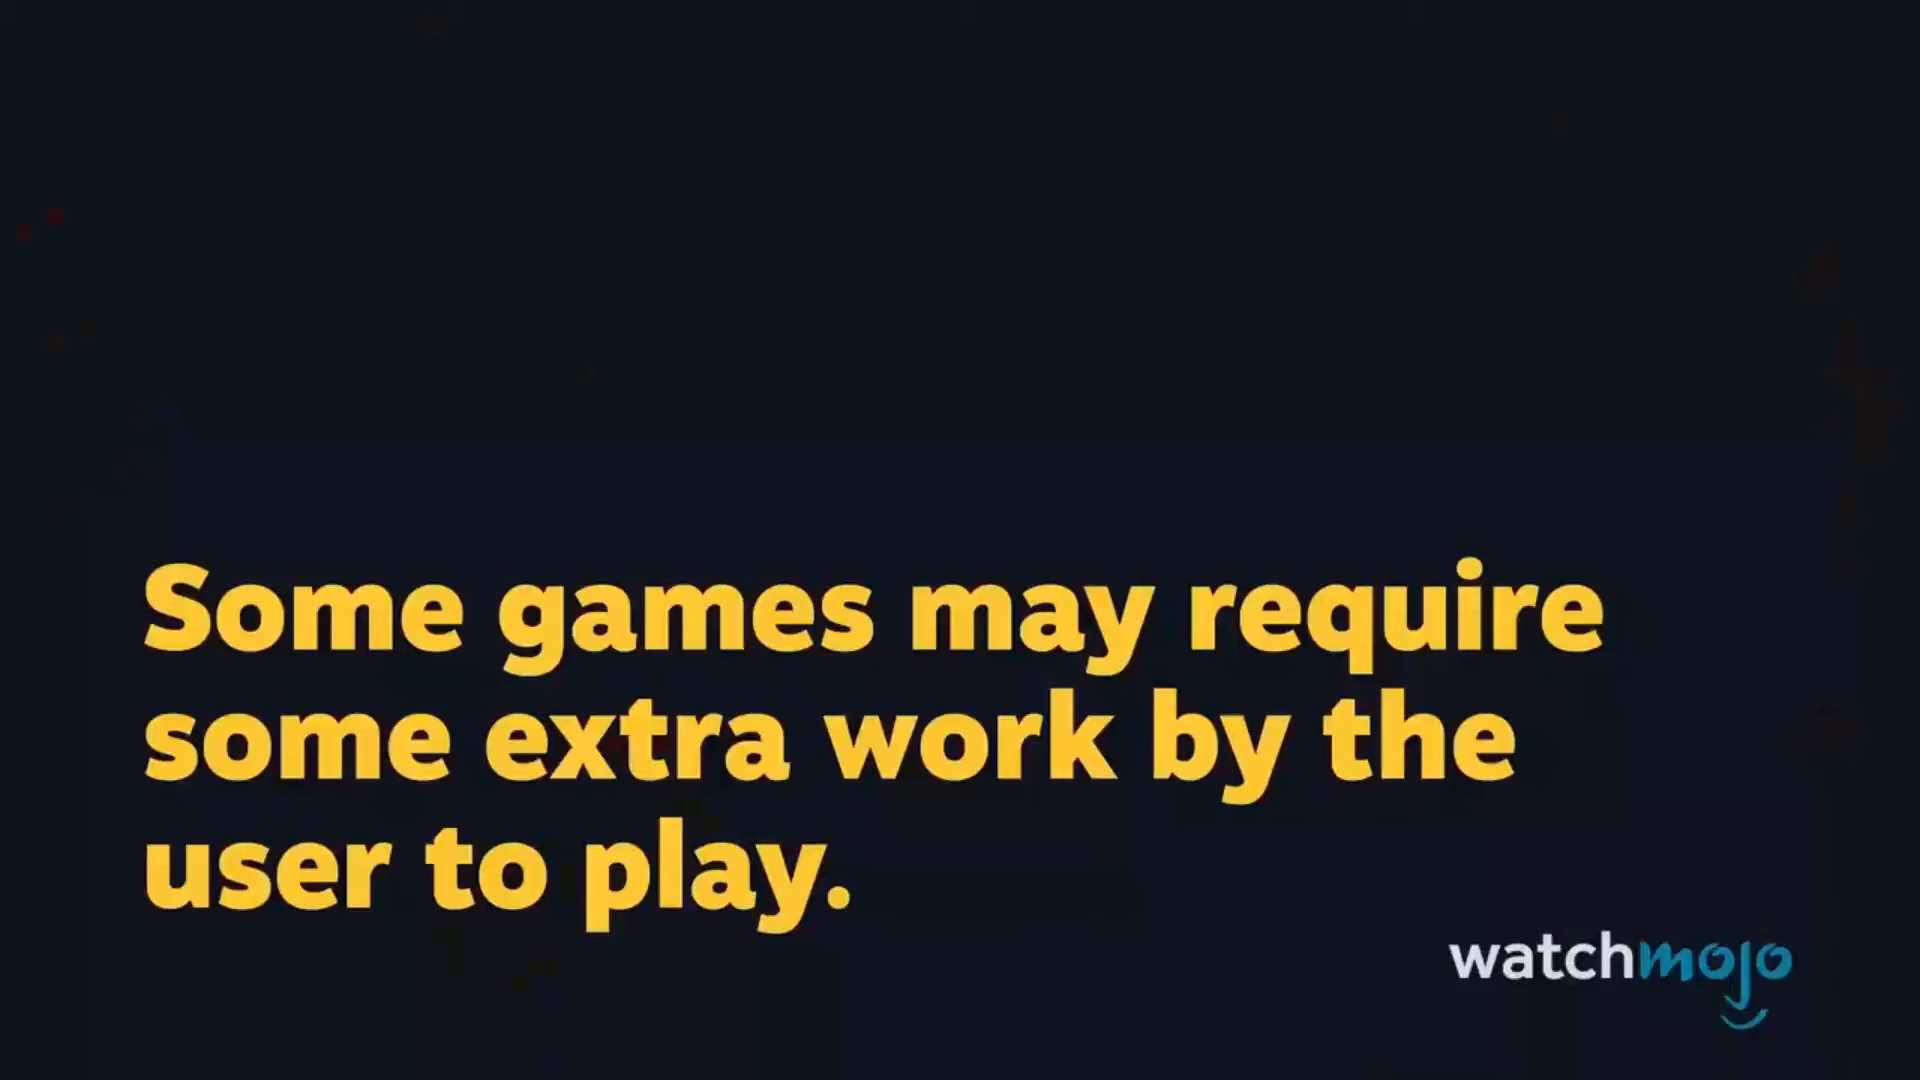 Some games may require
some extra work by the
user to play.
watchmojo